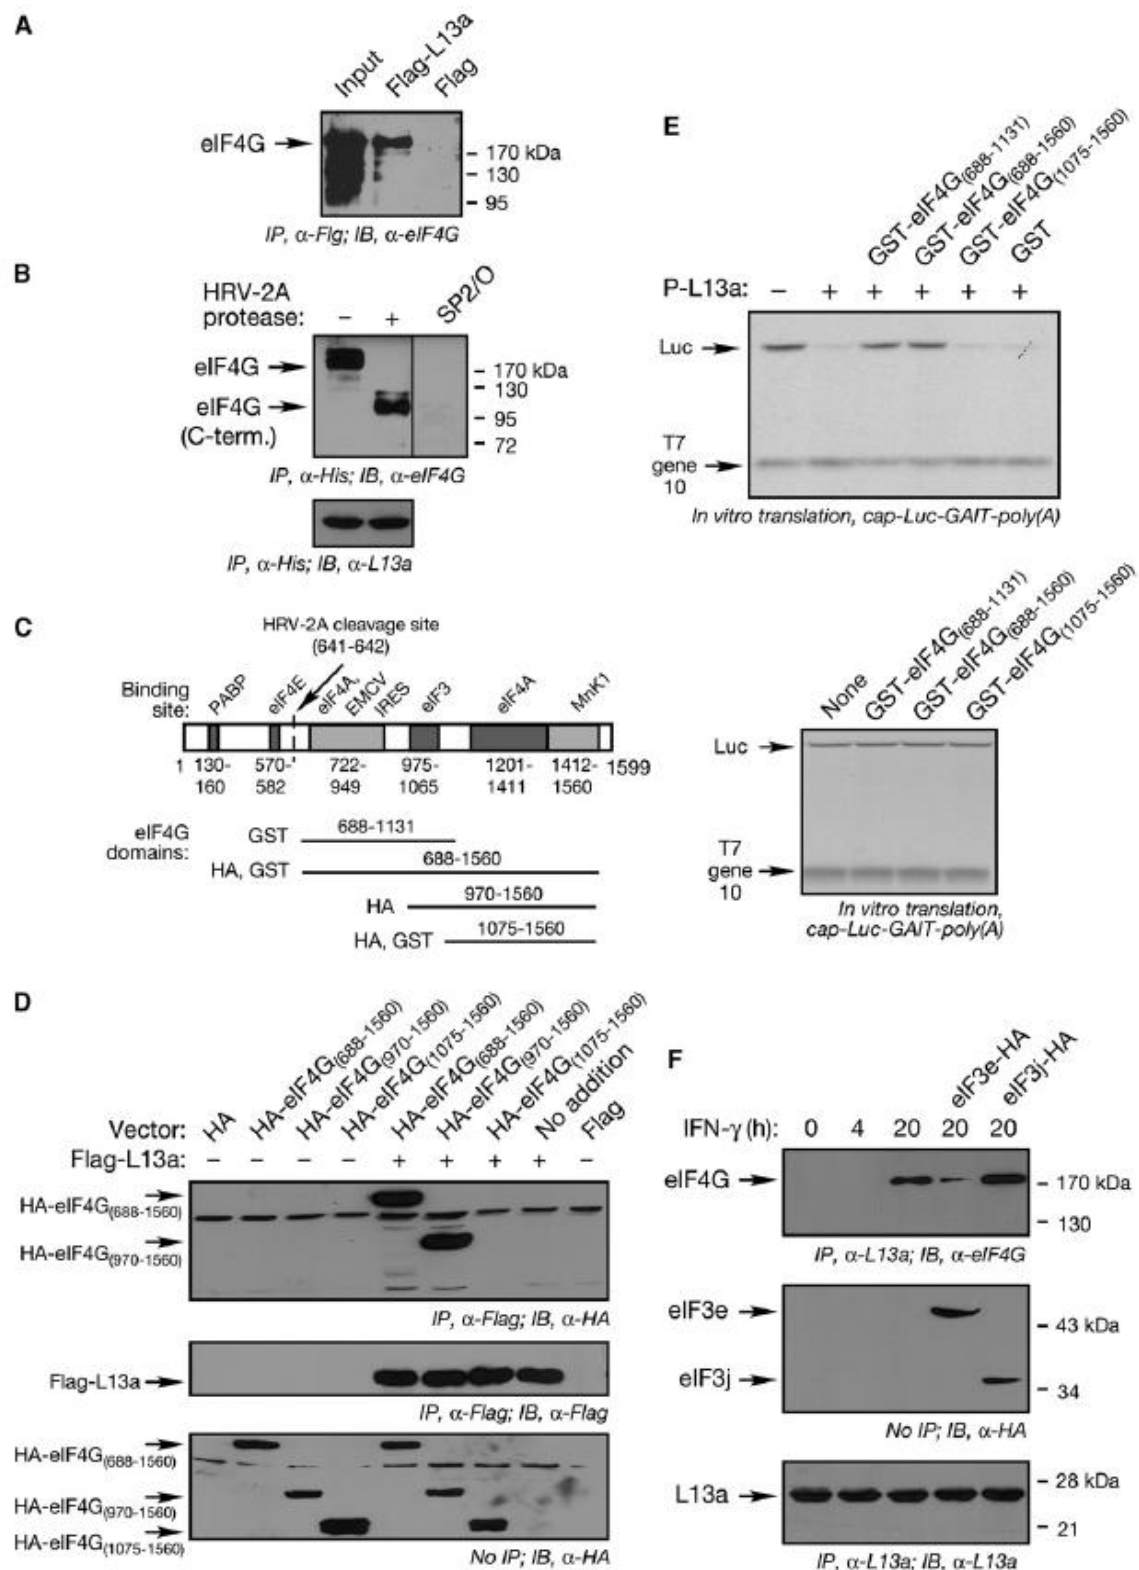 A
Input
Flag-L13a
Flag
eIF4G
170 kDa
130
95
IP, α-Flg; IB, α-eIF4G
B
HRV-2A
protease:
–
+
SP2/O
eIF4G
eIF4G
(C-term.)
170 kDa
130
95
72
IP, α-His; IB, α-eIF4G
IP, α-His; IB, α-L13a
C
HRV-2A cleavage site
(641-642)
Binding
site:
PABP
eIF4E
eIF4A,
EMCV
IRES
eIF3
eIF4A
MnK1
1 130- 570- 722- 975- 1201- 1412- 1599
160 582 949 1065 1411 1560
eIF4G
domains:
GST 688-1131
HA, GST 688-1560
HA 970-1560
HA, GST 1075-1560
D
Vector:
HA
HA-eIF4G(688-1560)
HA-eIF4G(970-1560)
HA-eIF4G(1075-1560)
HA-eIF4G(688-1560)
HA-eIF4G(970-1560)
HA-eIF4G(1075-1560)
No addition
Flag
Flag-L13a: – – – – + + + + –
HA-eIF4G(688-1560)
HA-eIF4G(970-1560)
IP, α-Flag; IB, α-HA
Flag-L13a
IP, α-Flag; IB, α-Flag
HA-eIF4G(688-1560)
HA-eIF4G(970-1560)
HA-eIF4G(1075-1560)
No IP; IB, α-HA
E
GST-eIF4G(688-1131)
GST-eIF4G(688-1560)
GST-eIF4G(1075-1560)
GST
P-L13a: – + + + + +
Luc
T7
gene
10
In vitro translation, cap-Luc-GAIT-poly(A)
None
GST-eIF4G(688-1131)
GST-eIF4G(688-1560)
GST-eIF4G(1075-1560)
Luc
T7
gene
10
In vitro translation,
cap-Luc-GAIT-poly(A)
F
eIF3e-HA
eIF3j-HA
IFN-γ (h): 0 4 20 20 20
eIF4G
170 kDa
130
IP, α-L13a; IB, α-eIF4G
eIF3e
43 kDa
eIF3j
34
No IP; IB, α-HA
L13a
28 kDa
21
IP, α-L13a; IB, α-L13a